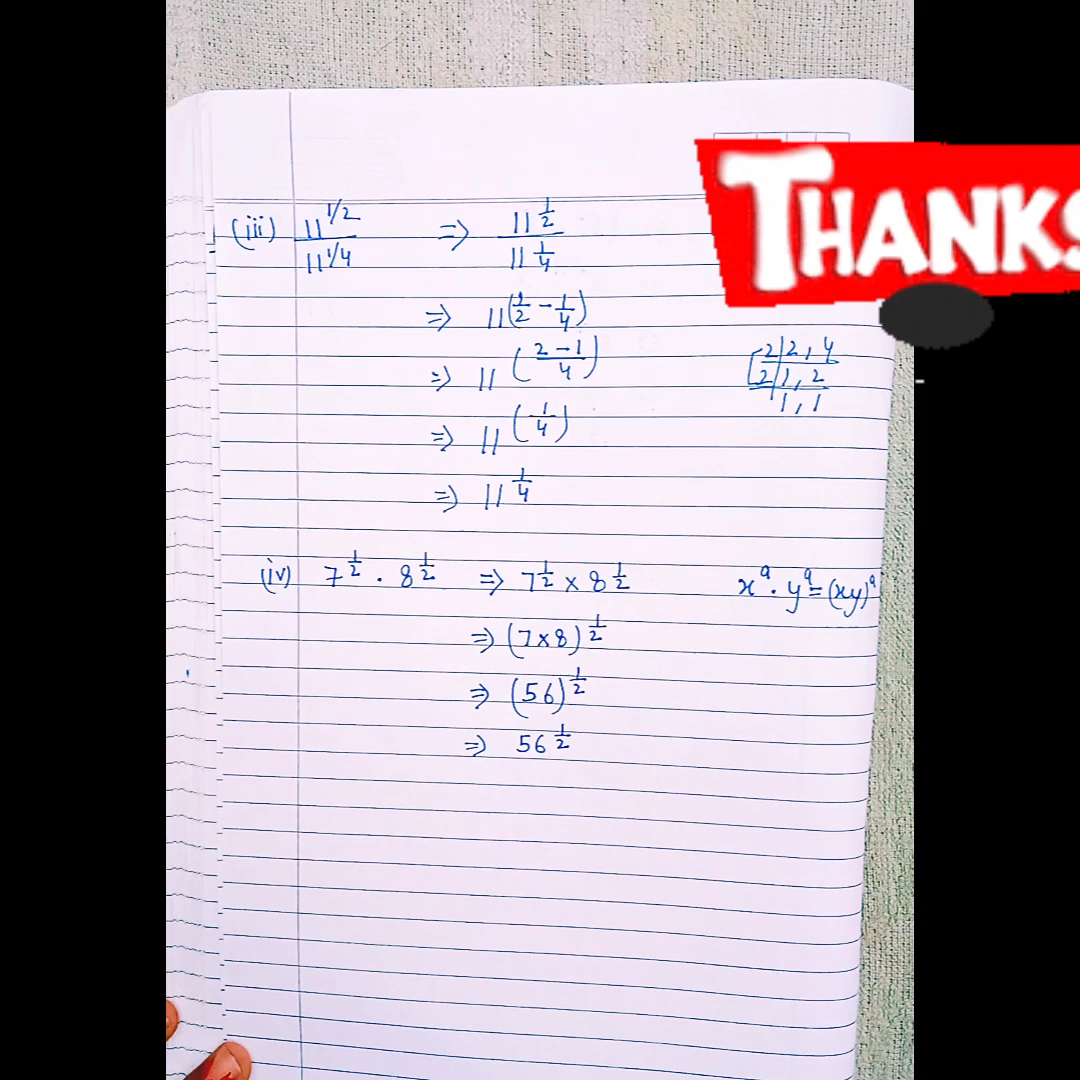 THANKS
(iii) 11^1/2 / 11^1/4 ⇒ 11^(1/2) / 11^(1/4)
⇒ 11^(1/2 − 1/4)
⇒ 11^((2−1)/4)
2|2, 4
2|1, 2
1, 1
⇒ 11^(1/4)
⇒ 11^1/4
(iv) 7^1/2 . 8^1/2 ⇒ 7^1/2 × 8^1/2
x^a . y^a = (xy)^a
⇒ (7×8)^1/2
⇒ (56)^1/2
⇒ 56^1/2